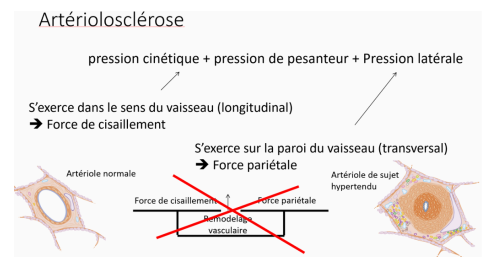 Artériolosclérose
pression cinétique + pression de pesanteur + Pression latérale
S'exerce dans le sens du vaisseau (longitudinal)
➔ Force de cisaillement
S'exerce sur la paroi du vaisseau (transversal)
➔ Force pariétale
Artériole normale
Artériole de sujet
hypertendu
Force de cisaillement
Force pariétale
Remodelage
vasculaire